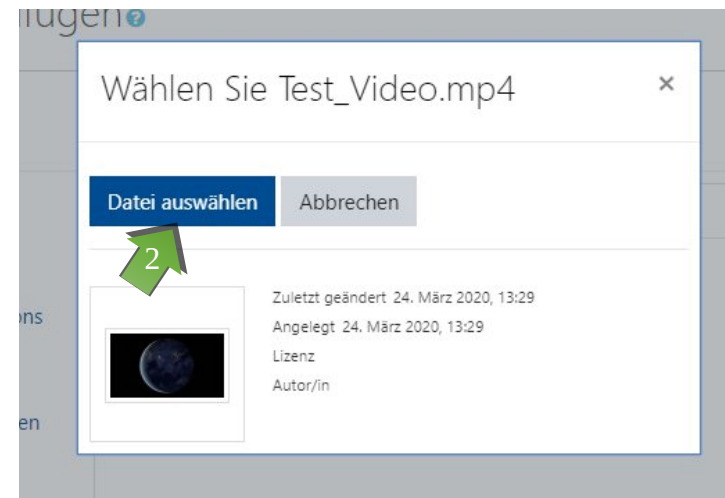 ufügen
Wählen Sie Test_Video.mp4 ×
Datei auswählen Abbrechen
2
Zuletzt geändert 24. März 2020, 13:29
Angelegt 24. März 2020, 13:29
ons
Lizenz
Autor/in
en